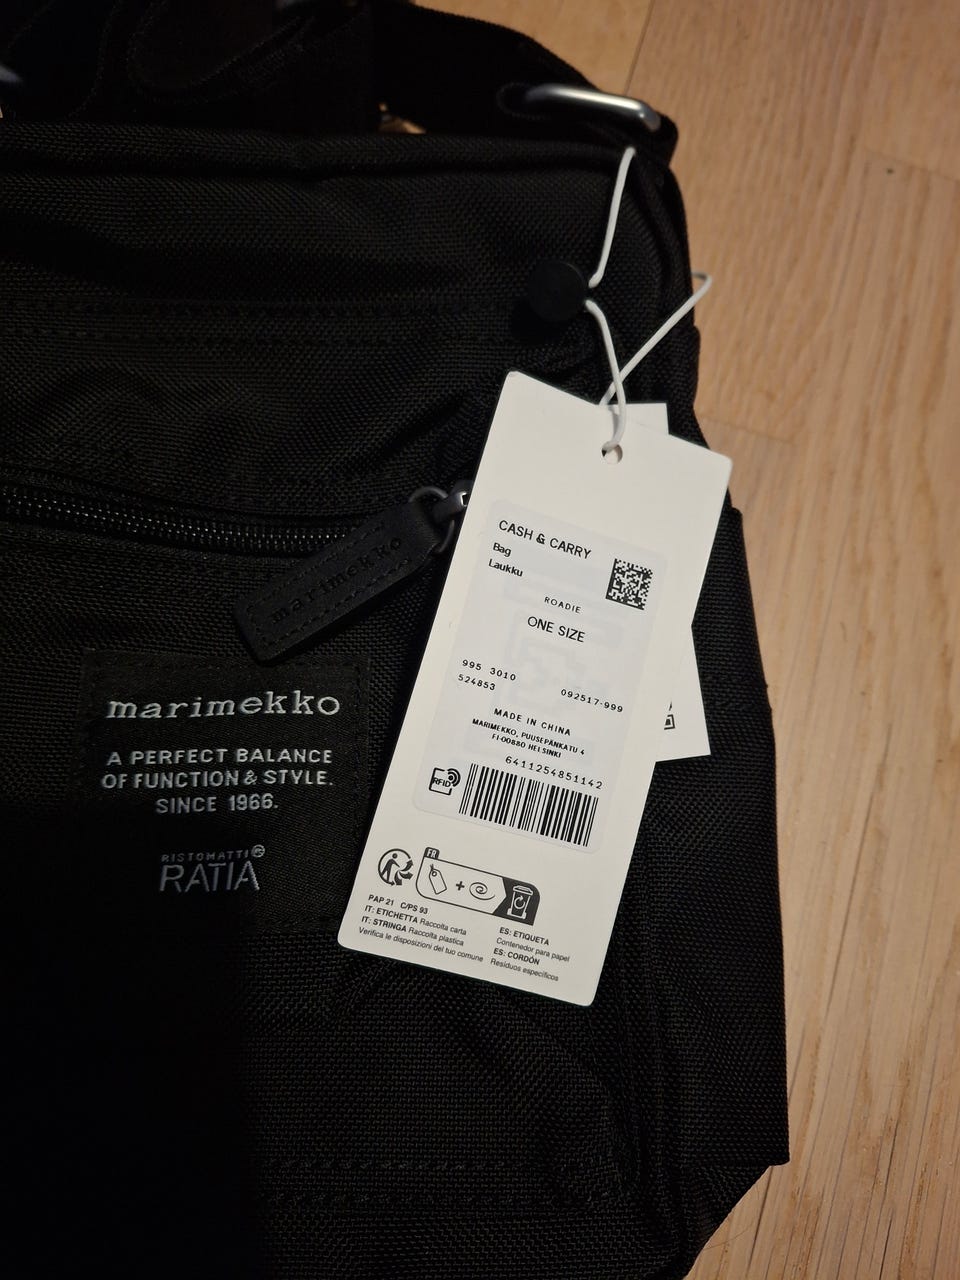 marimekko
marimekko
A PERFECT BALANCE
OF FUNCTION & STYLE.
SINCE 1966.
RISTOMATTI
RATIA
CASH & CARRY
Bag
Laukku
ROADIE
ONE SIZE
995 3010
524853 092517-999
MADE IN CHINA
MARIMEKKO, PUUSEPÄNKATU 4
FI-00880 HELSINKI
6411254851142
RFID
FR
+
PAP 21 C/PS 93
IT: ETICHETTA Raccolta carta
IT: STRINGA Raccolta plastica
Verifica le disposizioni del tuo comune
ES: ETIQUETA
Contenedor para papel
ES: CORDÓN
Residuos específicos